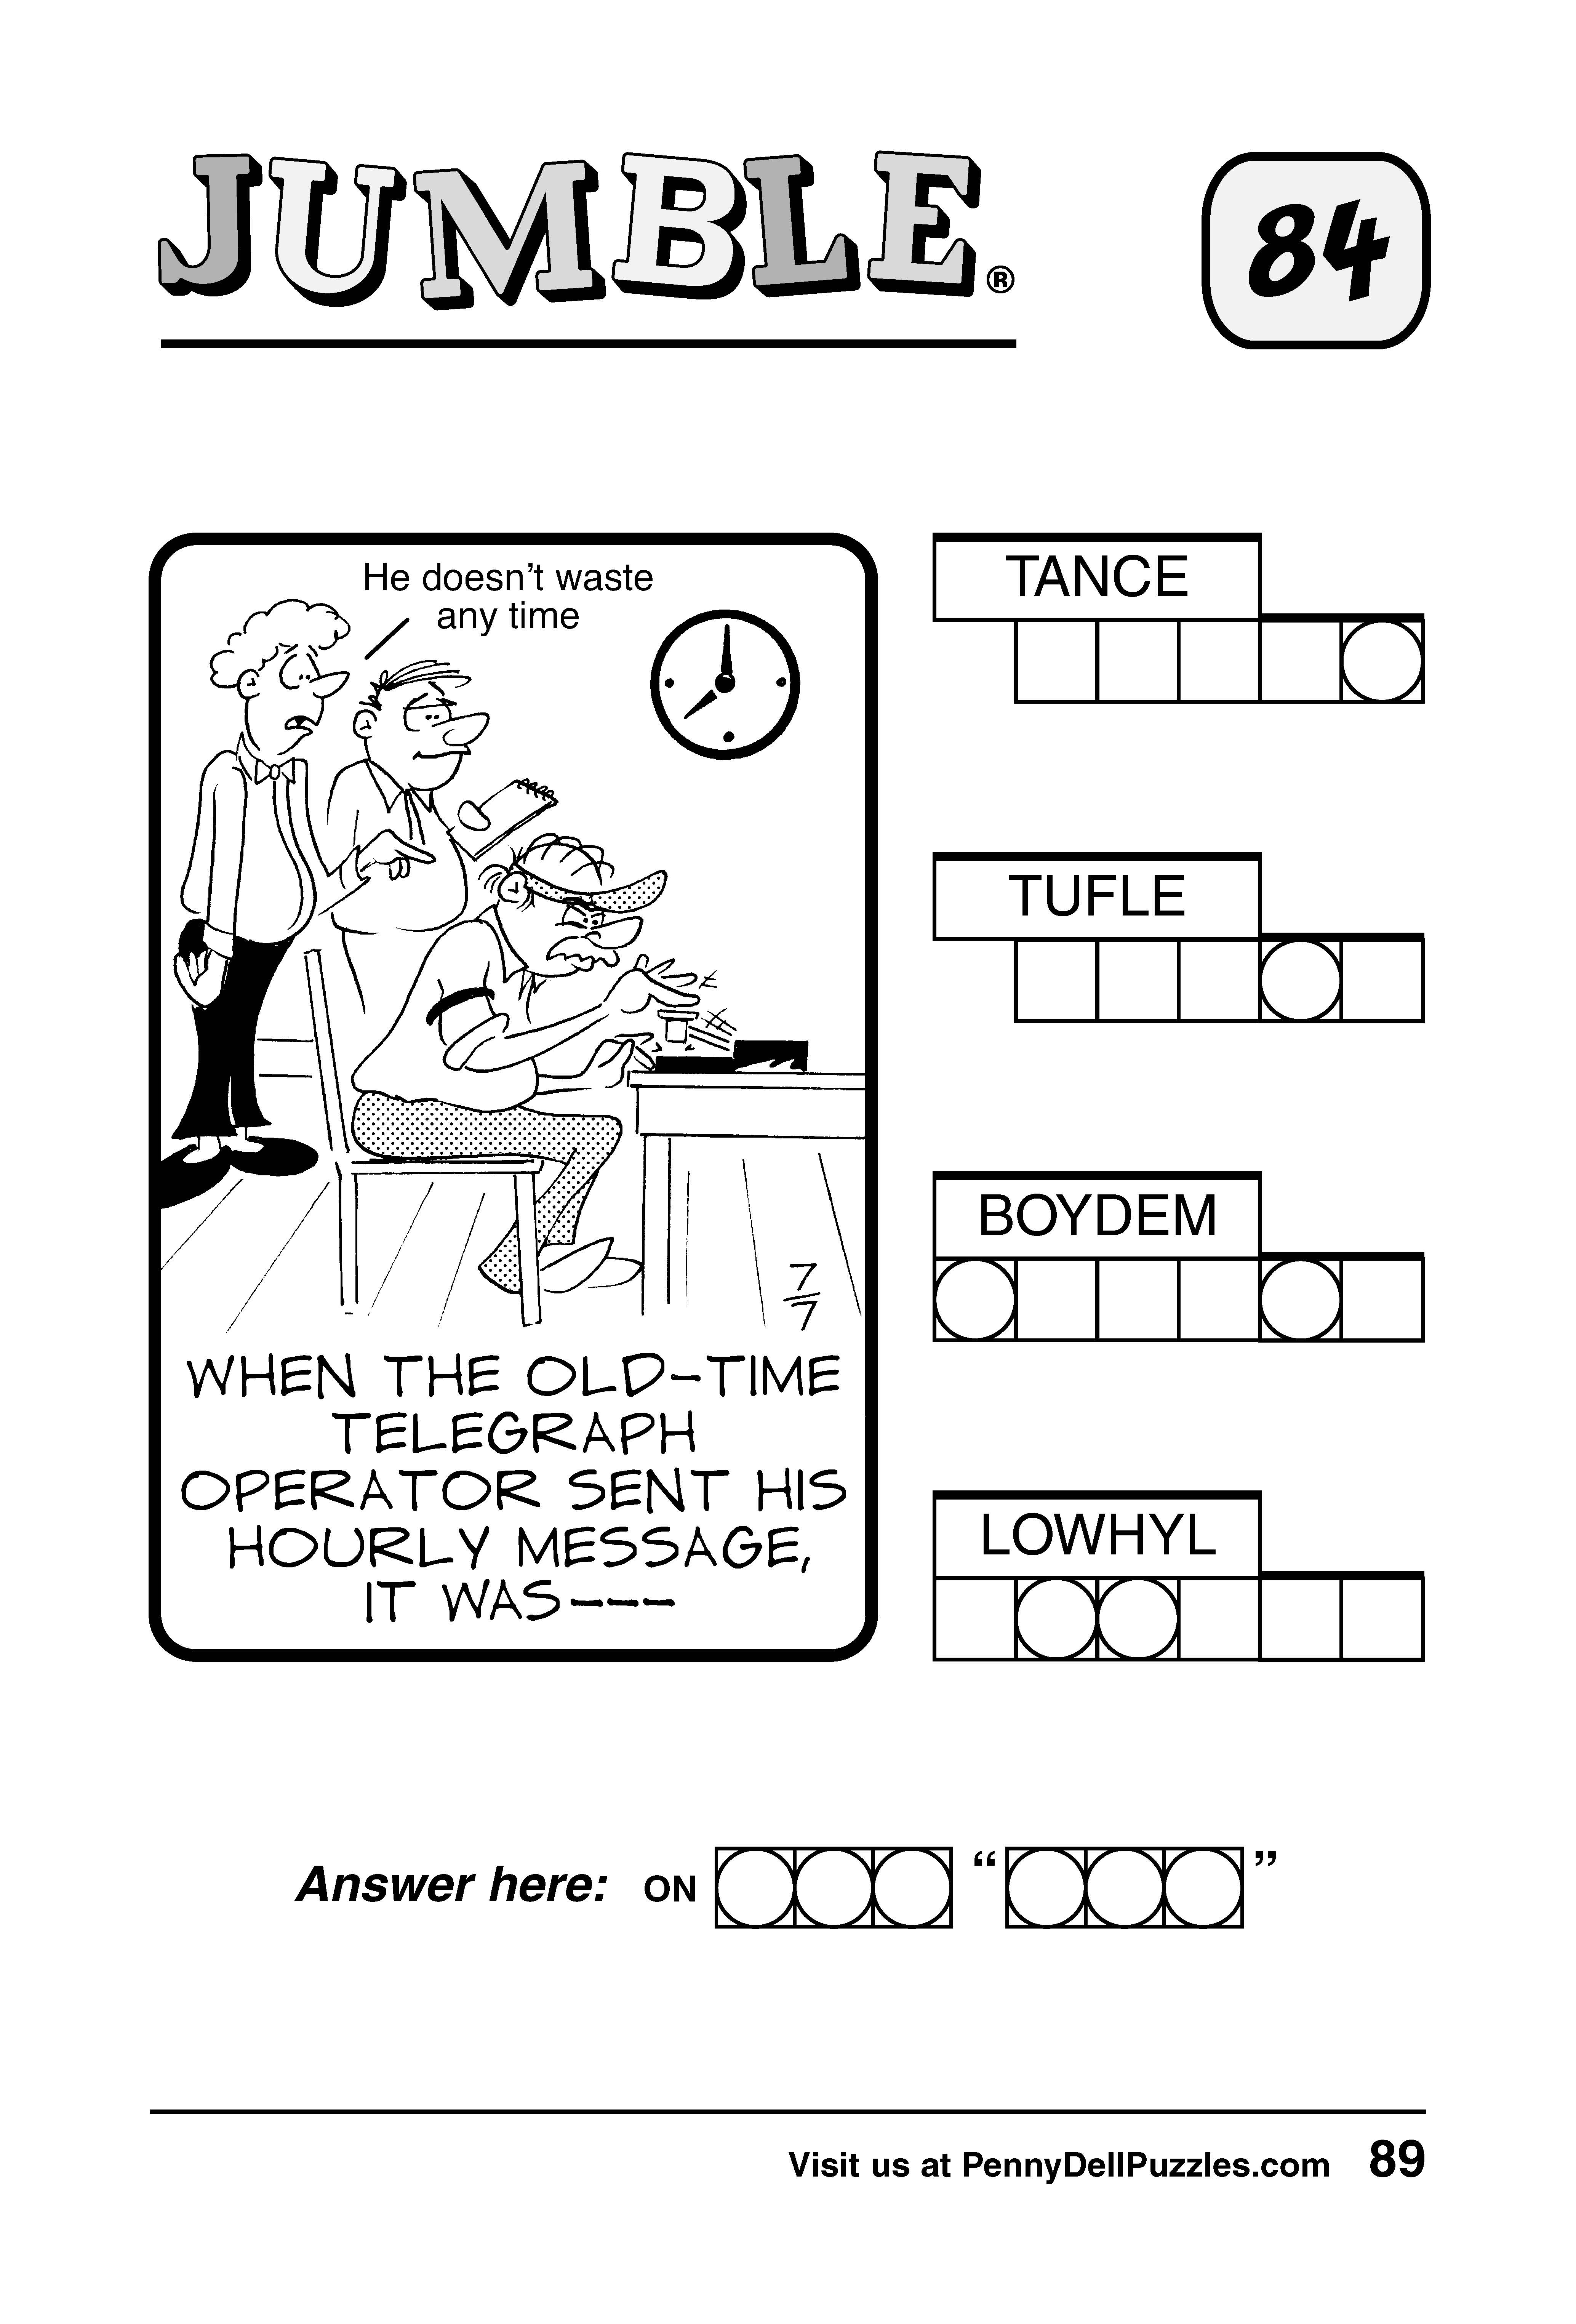 JUMBLE®
84
He doesn't waste
any time
7/7
WHEN THE OLD-TIME
TELEGRAPH
OPERATOR SENT HIS
HOURLY MESSAGE,
IT WAS---
TANCE
TUFLE
BOYDEM
LOWHYL
Answer here: ON “ ”
Visit us at PennyDellPuzzles.com 89